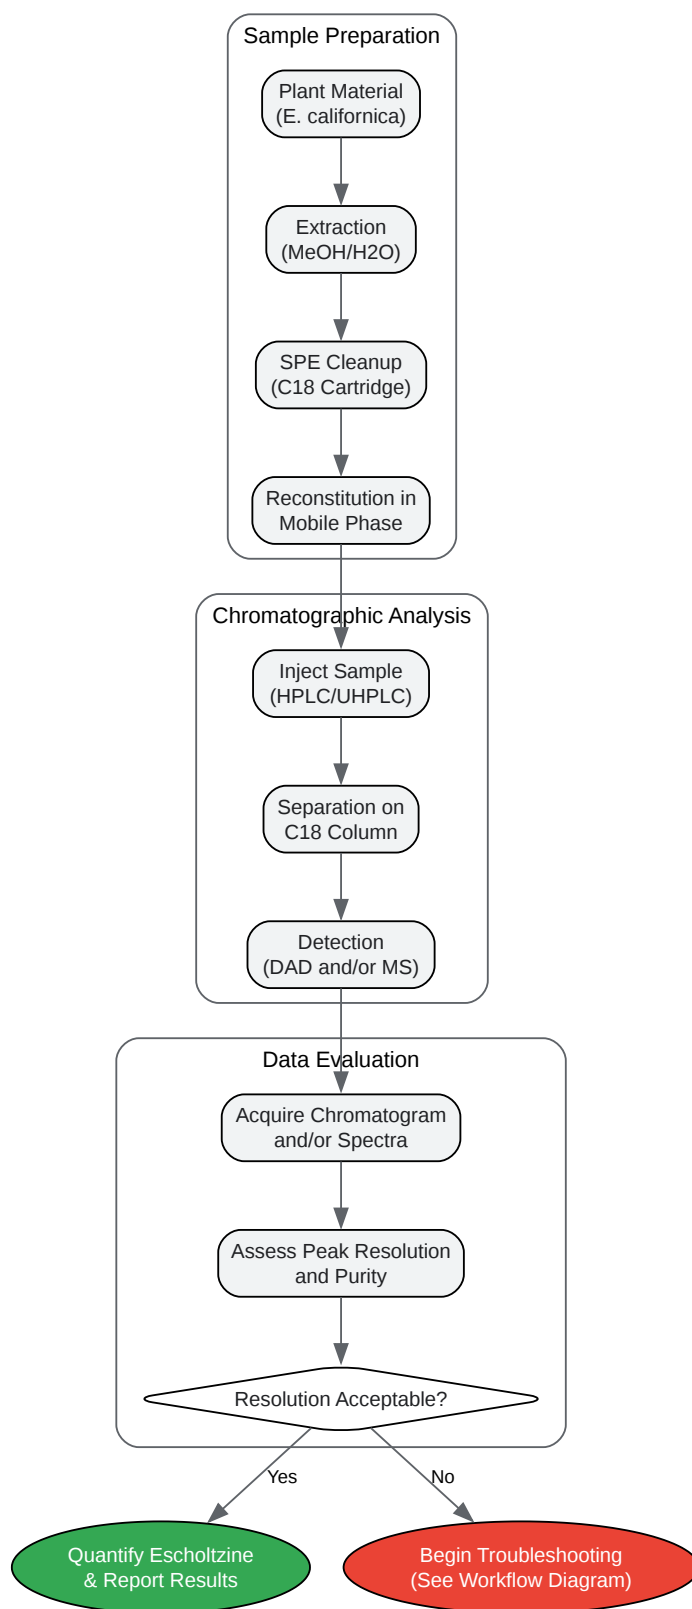 Sample Preparation
Plant Material
(E. californica)
Extraction
(MeOH/H2O)
SPE Cleanup
(C18 Cartridge)
Reconstitution in
Mobile Phase
Chromatographic Analysis
Inject Sample
(HPLC/UHPLC)
Separation on
C18 Column
Detection
(DAD and/or MS)
Data Evaluation
Acquire Chromatogram
and/or Spectra
Assess Peak Resolution
and Purity
Resolution Acceptable?
Yes
No
Quantify Escholtzine
& Report Results
Begin Troubleshooting
(See Workflow Diagram)